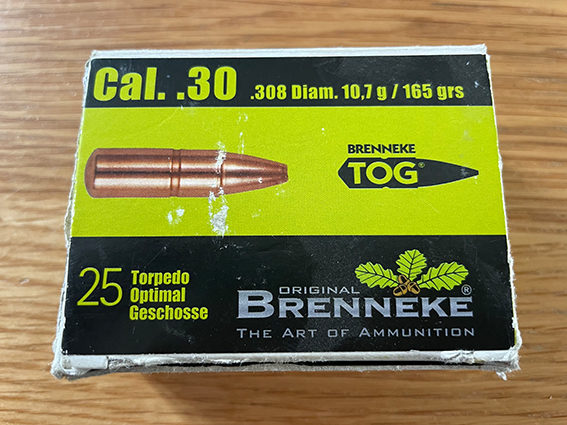 Cal. .30 .308 Diam. 10,7 g / 165 grs
BRENNEKE
TOG®
25 Torpedo
Optimal
Geschosse
ORIGINAL
BRENNEKE®
THE ART OF AMMUNITION